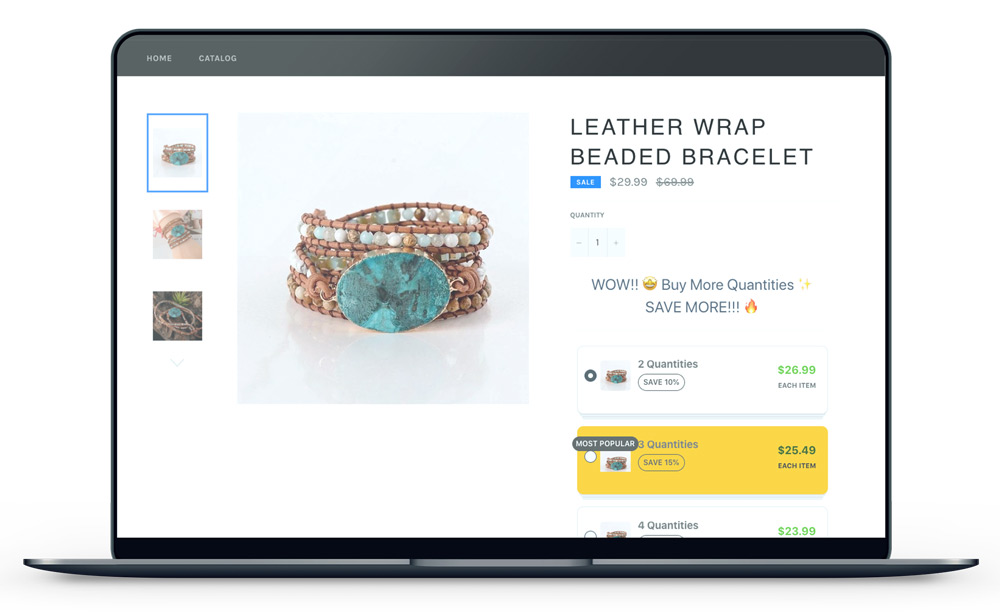 HOME CATALOG
LEATHER WRAP
BEADED BRACELET
SALE $29.99 $69.99
QUANTITY
− 1 +
WOW!! 🤩 Buy More Quantities ✨
SAVE MORE!!! 🔥
2 Quantities
SAVE 10%
$26.99
EACH ITEM
MOST POPULAR
3 Quantities
SAVE 15%
$25.49
EACH ITEM
4 Quantities
$23.99